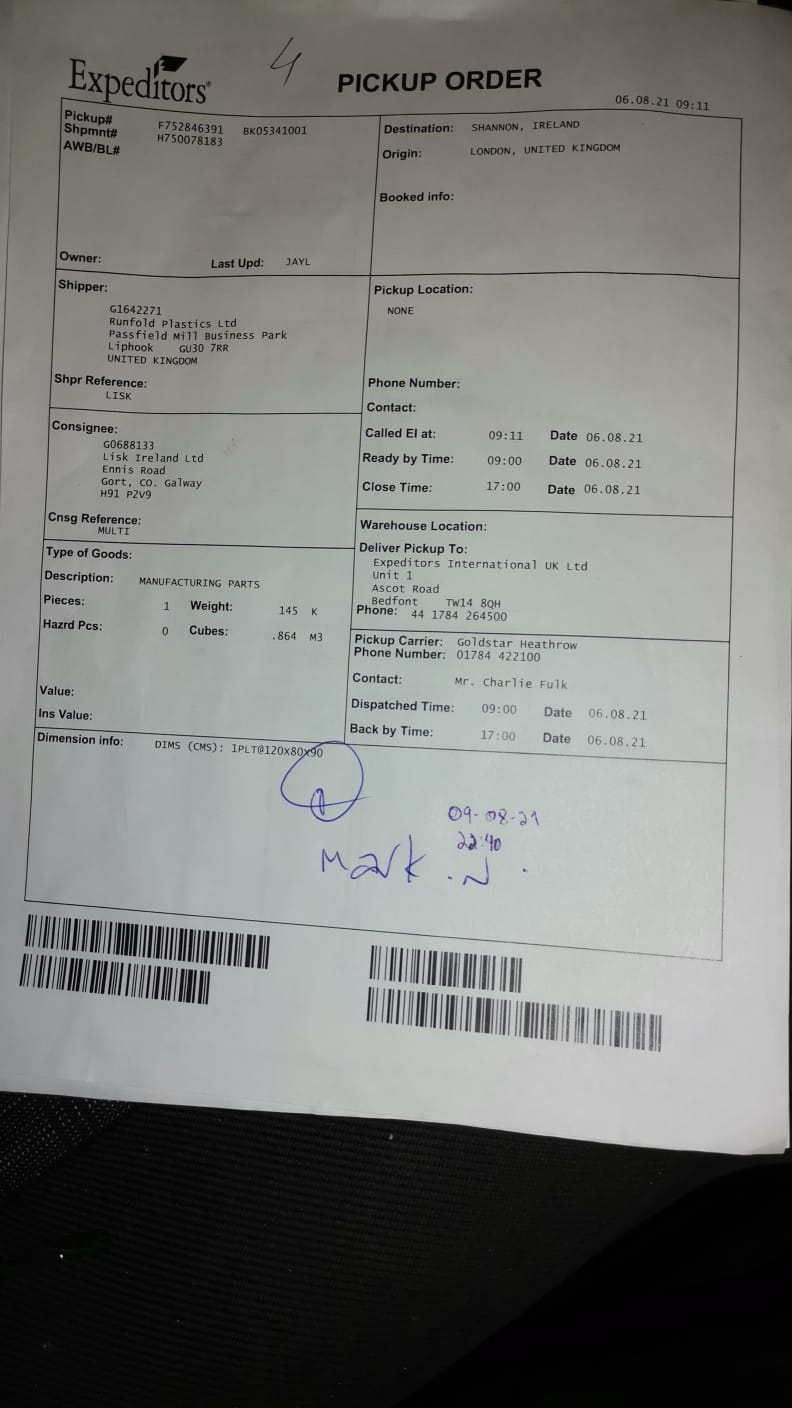 4
Expeditors®
PICKUP ORDER
06.08.21 09:11
Pickup# F752846391 BK05341001
Shpmnt# H750078183
AWB/BL#
Owner: Last Upd: JAYL
Destination: SHANNON, IRELAND
Origin: LONDON, UNITED KINGDOM
Booked info:
Shipper:
G1642271
Runfold Plastics Ltd
Passfield Mill Business Park
Liphook GU30 7RR
UNITED KINGDOM
Shpr Reference:
LISK
Pickup Location:
NONE
Phone Number:
Contact:
Called EI at: 09:11 Date 06.08.21
Ready by Time: 09:00 Date 06.08.21
Close Time: 17:00 Date 06.08.21
Consignee:
G0688133
Lisk Ireland Ltd
Ennis Road
Gort, CO. Galway
H91 P2V9
Cnsg Reference:
MULTI
Warehouse Location:
Deliver Pickup To:
Expeditors International UK Ltd
Unit 1
Ascot Road
Bedfont TW14 8QH
Phone: 44 1784 264500
Type of Goods:
Description: MANUFACTURING PARTS
Pieces: 1 Weight: 145 K
Hazrd Pcs: 0 Cubes: .864 M3
Value:
Ins Value:
Pickup Carrier: Goldstar Heathrow
Phone Number: 01784 422100
Contact: Mr. Charlie Fulk
Dispatched Time: 09:00 Date 06.08.21
Back by Time: 17:00 Date 06.08.21
Dimension info: DIMS (CMS): 1PLT@120X80X90
1
09-08-21
22:40
Mark .N.